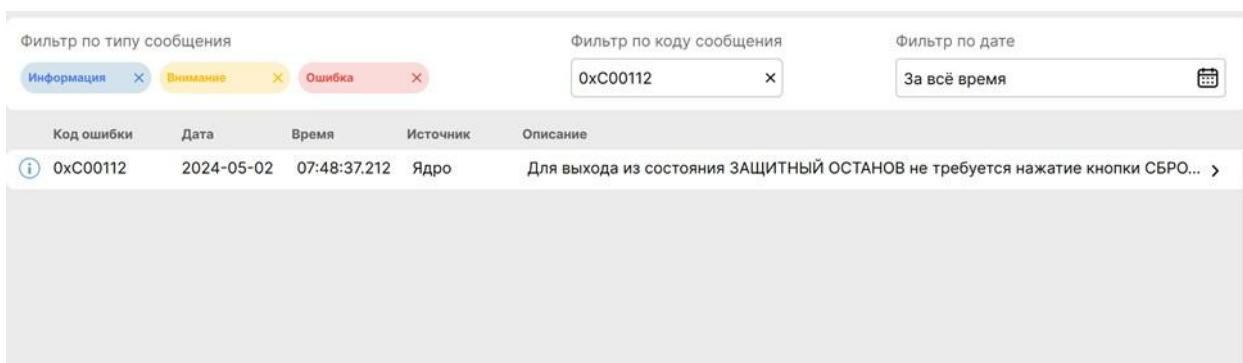 Фильтр по типу сообщения Фильтр по коду сообщения Фильтр по дате
Информация Внимание Ошибка 0xC00112 За всё время
Код ошибки Дата Время Источник Описание
0xC00112 2024-05-02 07:48:37.212 Ядро Для выхода из состояния ЗАЩИТНЫЙ ОСТАНОВ не требуется нажатие кнопки СБРО...